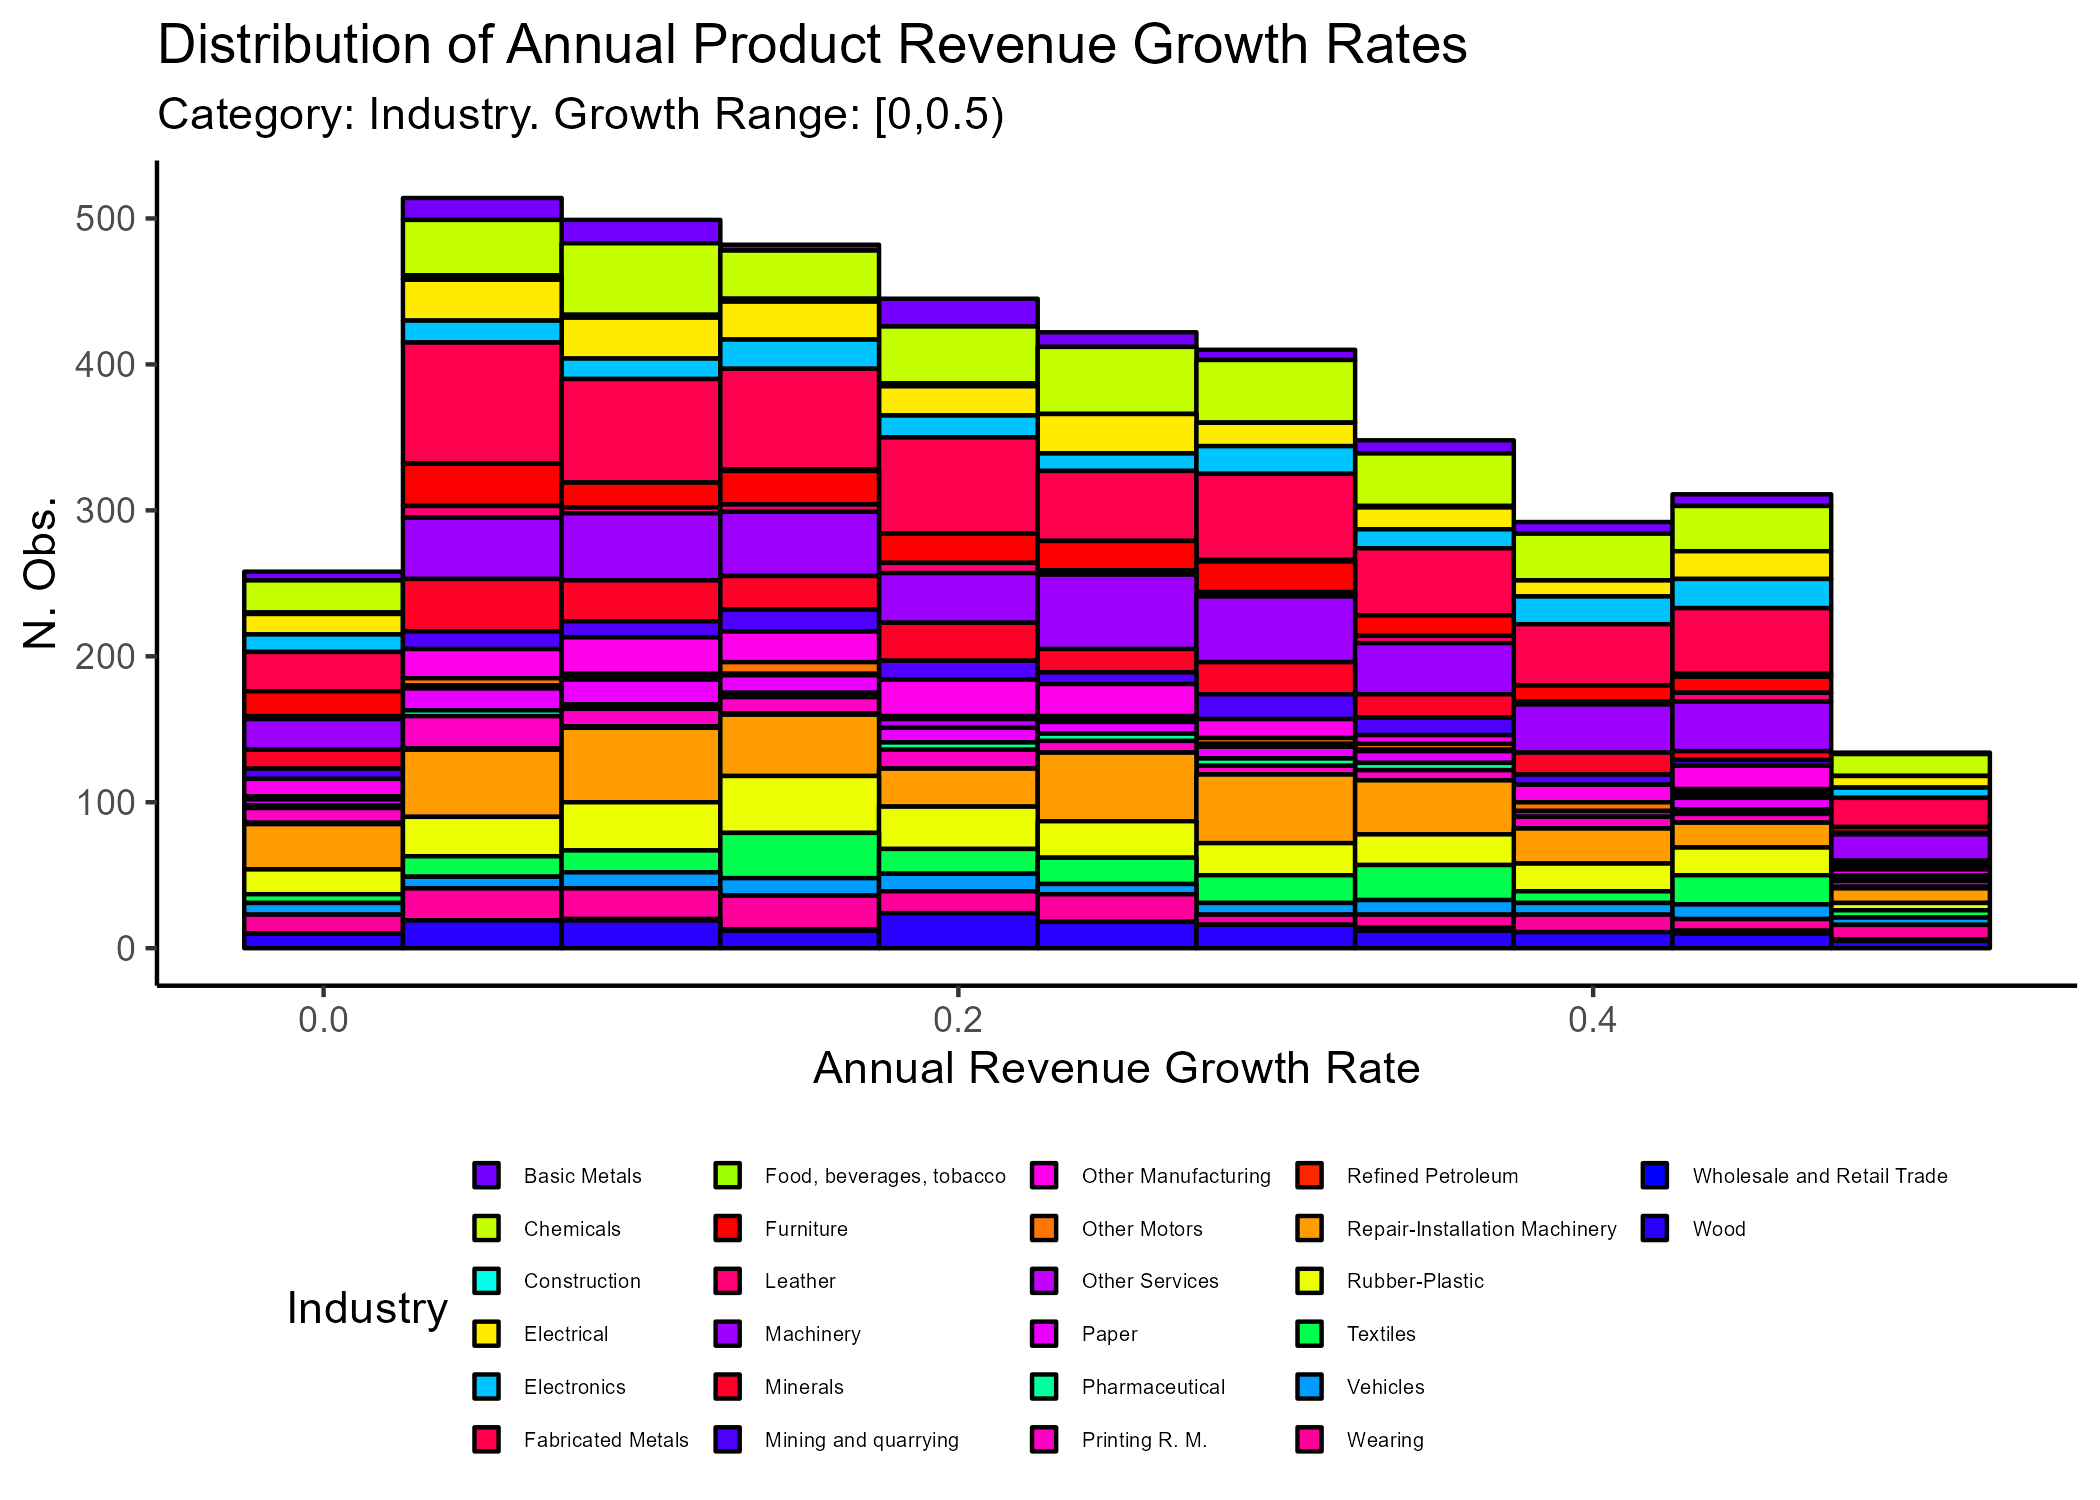 Distribution of Annual Product Revenue Growth Rates
Category: Industry. Growth Range: [0,0.5)
N. Obs.
500
400
300
200
100
0
0.0 0.2 0.4
Annual Revenue Growth Rate
Industry
Basic Metals
Chemicals
Construction
Electrical
Electronics
Fabricated Metals
Food, beverages, tobacco
Furniture
Leather
Machinery
Minerals
Mining and quarrying
Other Manufacturing
Other Motors
Other Services
Paper
Pharmaceutical
Printing R. M.
Refined Petroleum
Repair-Installation Machinery
Rubber-Plastic
Textiles
Vehicles
Wearing
Wholesale and Retail Trade
Wood